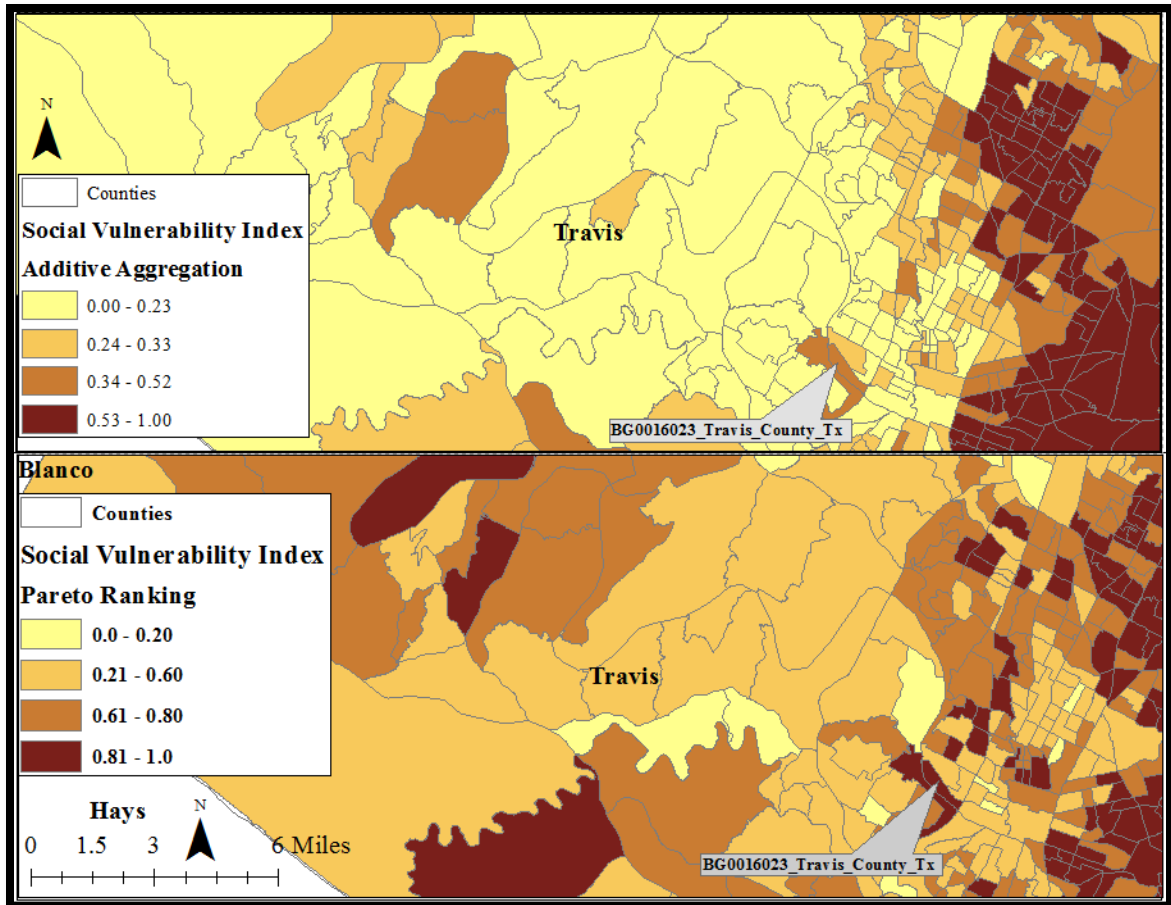 N
Counties
Social Vulnerability Index
Additive Aggregation
0.00 - 0.23
0.24 - 0.33
0.34 - 0.52
0.53 - 1.00
Travis
BG0016023_Travis_County_Tx
Blanco
Counties
Social Vulnerability Index
Pareto Ranking
0.0 - 0.20
0.21 - 0.60
0.61 - 0.80
0.81 - 1.0
Travis
Hays
N
0 1.5 3 6 Miles
BG0016023_Travis_County_Tx